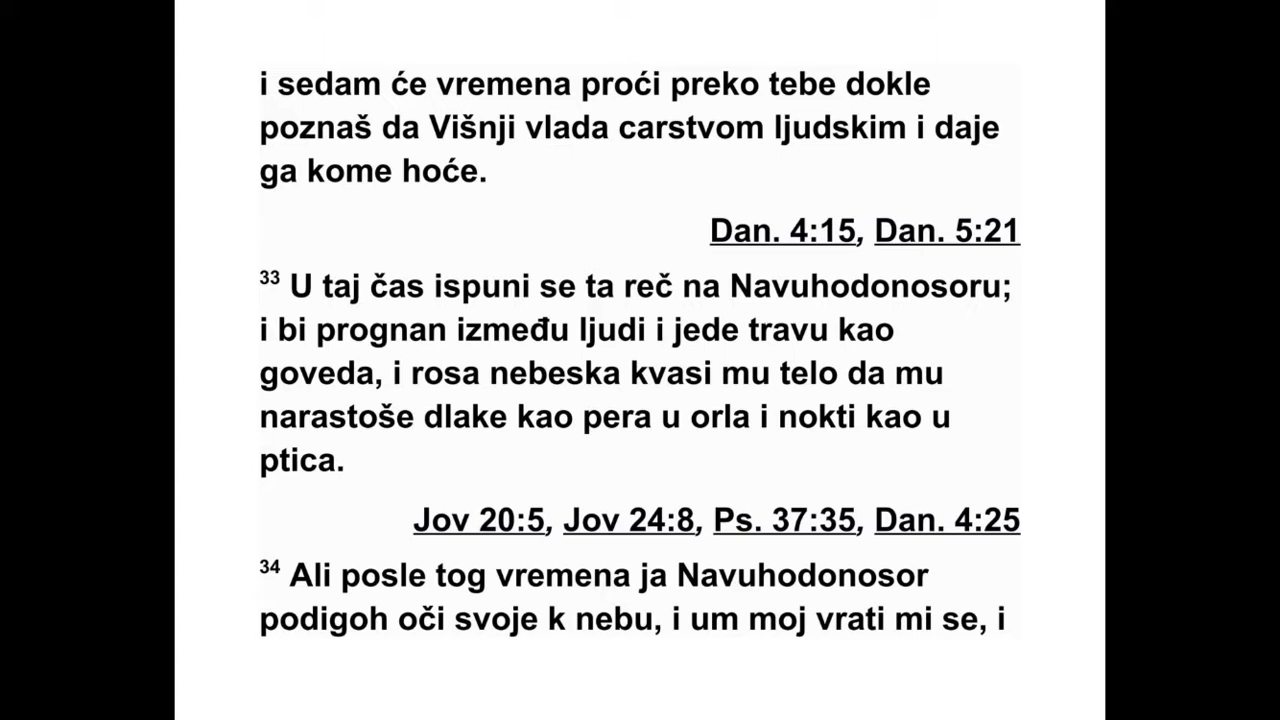 i sedam će vremena proći preko tebe dokle
poznaš da Višnji vlada carstvom ljudskim i daje
ga kome hoće.
Dan. 4:15, Dan. 5:21
33 U taj čas ispuni se ta reč na Navuhodonosoru;
i bi prognan između ljudi i jede travu kao
goveda, i rosa nebeska kvasi mu telo da mu
narastoše dlake kao pera u orla i nokti kao u
ptica.
Jov 20:5, Jov 24:8, Ps. 37:35, Dan. 4:25
34 Ali posle tog vremena ja Navuhodonosor
podigoh oči svoje k nebu, i um moj vrati mi se, i